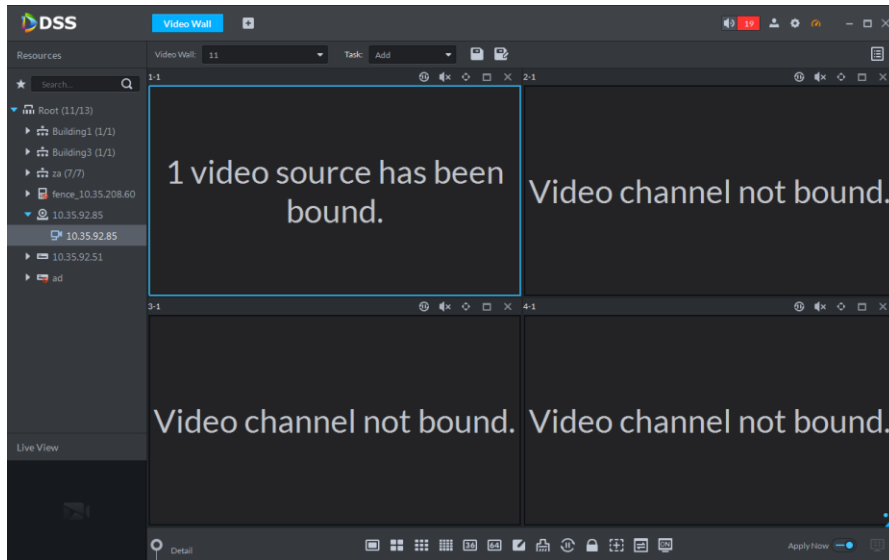 DSS
Video Wall
19
Resources
Video Wall: 11
Task: Add
Search...
Root (11/13)
Building1 (1/1)
Building3 (1/1)
za (7/7)
fence_10.35.208.60
10.35.92.85
10.35.92.85
10.35.92.51
ad
1-1
1 video source has been
bound.
2-1
Video channel not bound.
3-1
Video channel not bound.
4-1
Video channel not bound.
Live View
Detail
36
64
Apply Now